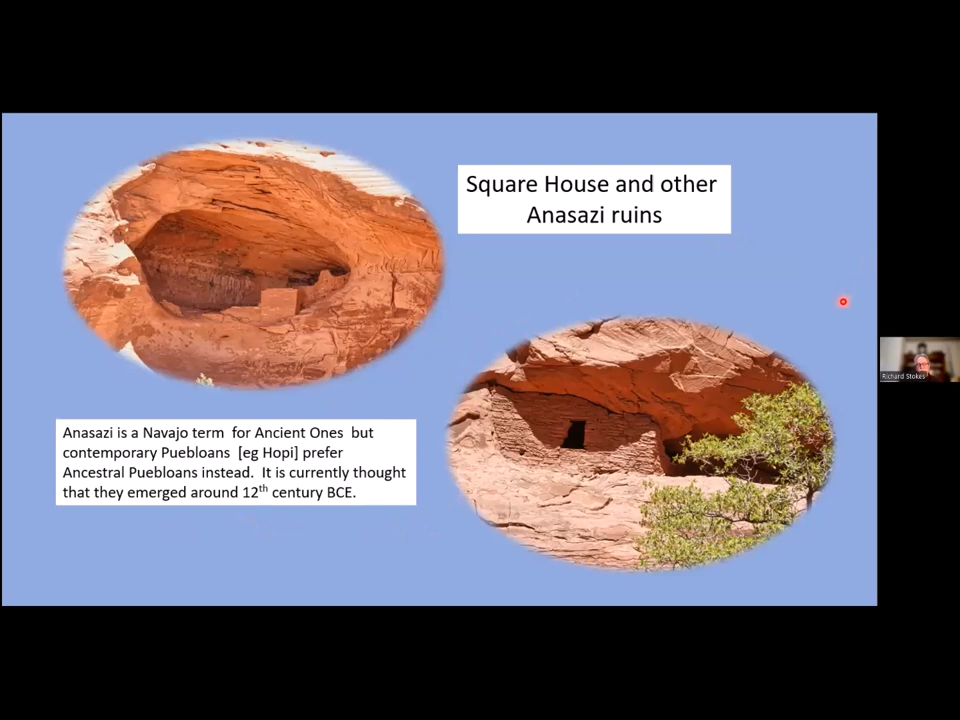 Square House and other
Anasazi ruins
Anasazi is a Navajo term  for Ancient Ones  but
contemporary Puebloans  [eg Hopi] prefer
Ancestral Puebloans instead.  It is currently thought
that they emerged around 12th century BCE.
Richard Stokes